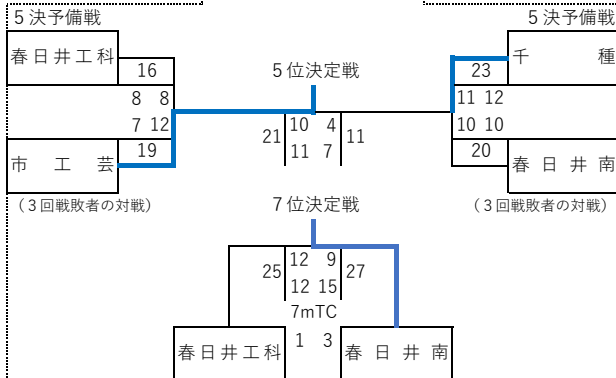 5決予備戦 5決予備戦
春日井工科 千種
16 5位決定戦 23
8 8 11 12
10 4
7 12 21 11 10 10
11 7
19 20
市工芸 春日井南
(3回戦敗者の対戦) 7位決定戦 (3回戦敗者の対戦)
12 9
25 27
12 15
7mTC
春日井工科 1 3 春日井南